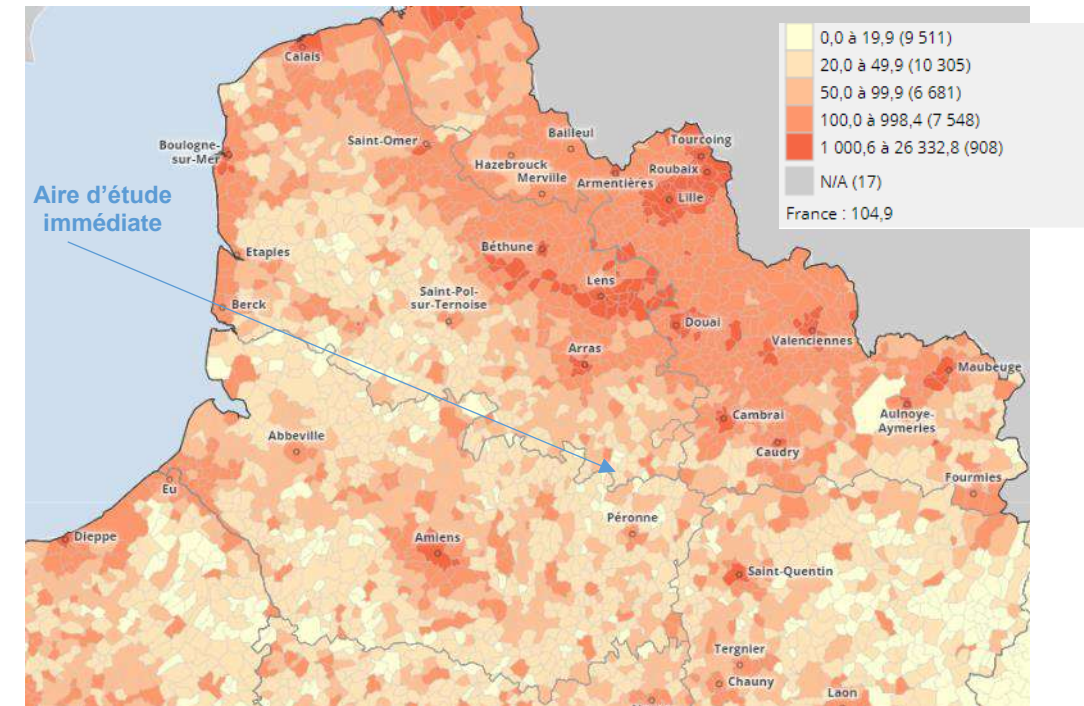 0,0 à 19,9 (9 511)
20,0 à 49,9 (10 305)
50,0 à 99,9 (6 681)
100,0 à 998,4 (7 548)
1 000,6 à 26 332,8 (908)
N/A (17)
France : 104,9
Aire d'étude
immédiate
Calais
Boulogne-
sur-Mer
Saint-Omer
Bailleul
Hazebrouck
Merville
Armentières
Tourcoing
Roubaix
Lille
Etaples
Béthune
Lens
Berck
Saint-Pol-
sur-Ternoise
Douai
Valenciennes
Arras
Maubeuge
Cambrai
Aulnoye-
Aymeries
Abbeville
Caudry
Fourmies
Eu
Péronne
Dieppe
Amiens
Saint-Quentin
Tergnier
Chauny
Laon